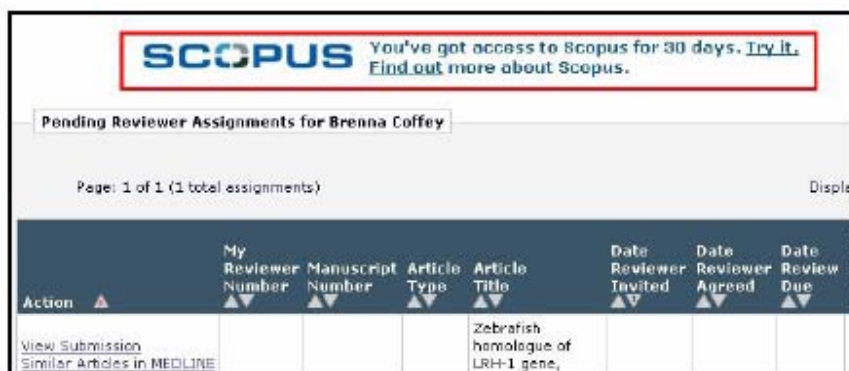 SCOPUS You've got access to Scopus for 30 days. Try it.
Find out more about Scopus.
Pending Reviewer Assignments for Brenna Coffey
Page: 1 of 1 (1 total assignments)
Displa
Action
My Reviewer Number
Manuscript Number
Article Type
Article Title
Date Reviewer Invited
Date Reviewer Agreed
Date Review Due
View Submission
Similar Articles in MEDLINE
Zebrafish
homologue of
LRH-1 gene,